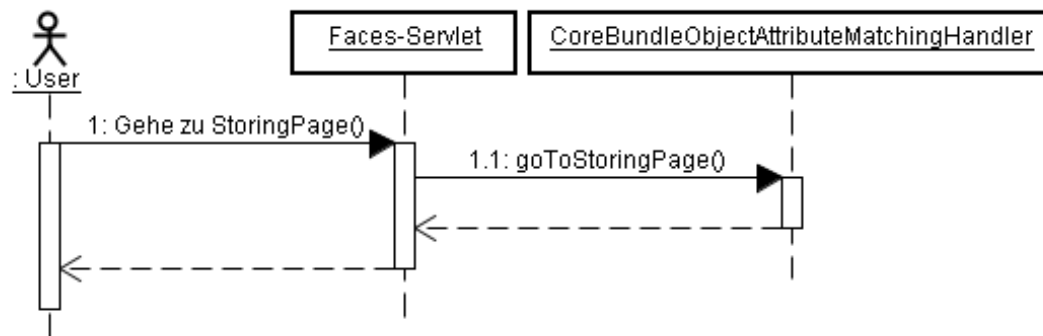 : User
Faces-Servlet
CoreBundleObjectAttributeMatchingHandler
1: Gehe zu StoringPage()
1.1: goToStoringPage()